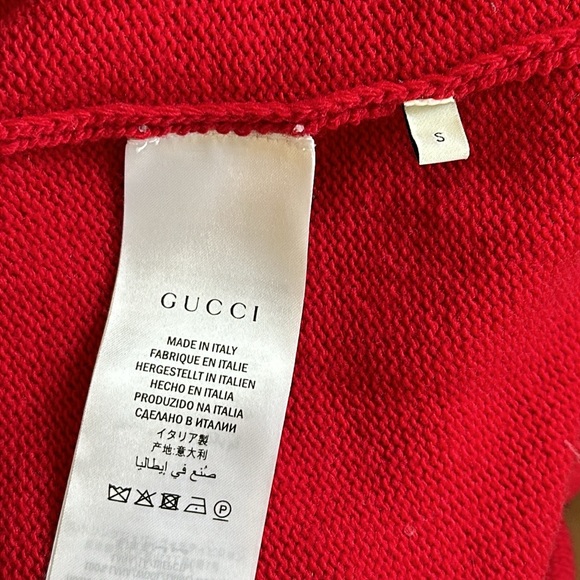 S
GUCCI
MADE IN ITALY
FABRIQUE EN ITALIE
HERGESTELLT IN ITALIEN
HECHO EN ITALIA
PRODUZIDO NA ITALIA
СДЕЛАНО В ИТАЛИИ
イタリア製
产地:意大利
صُنع في إيطاليا
P